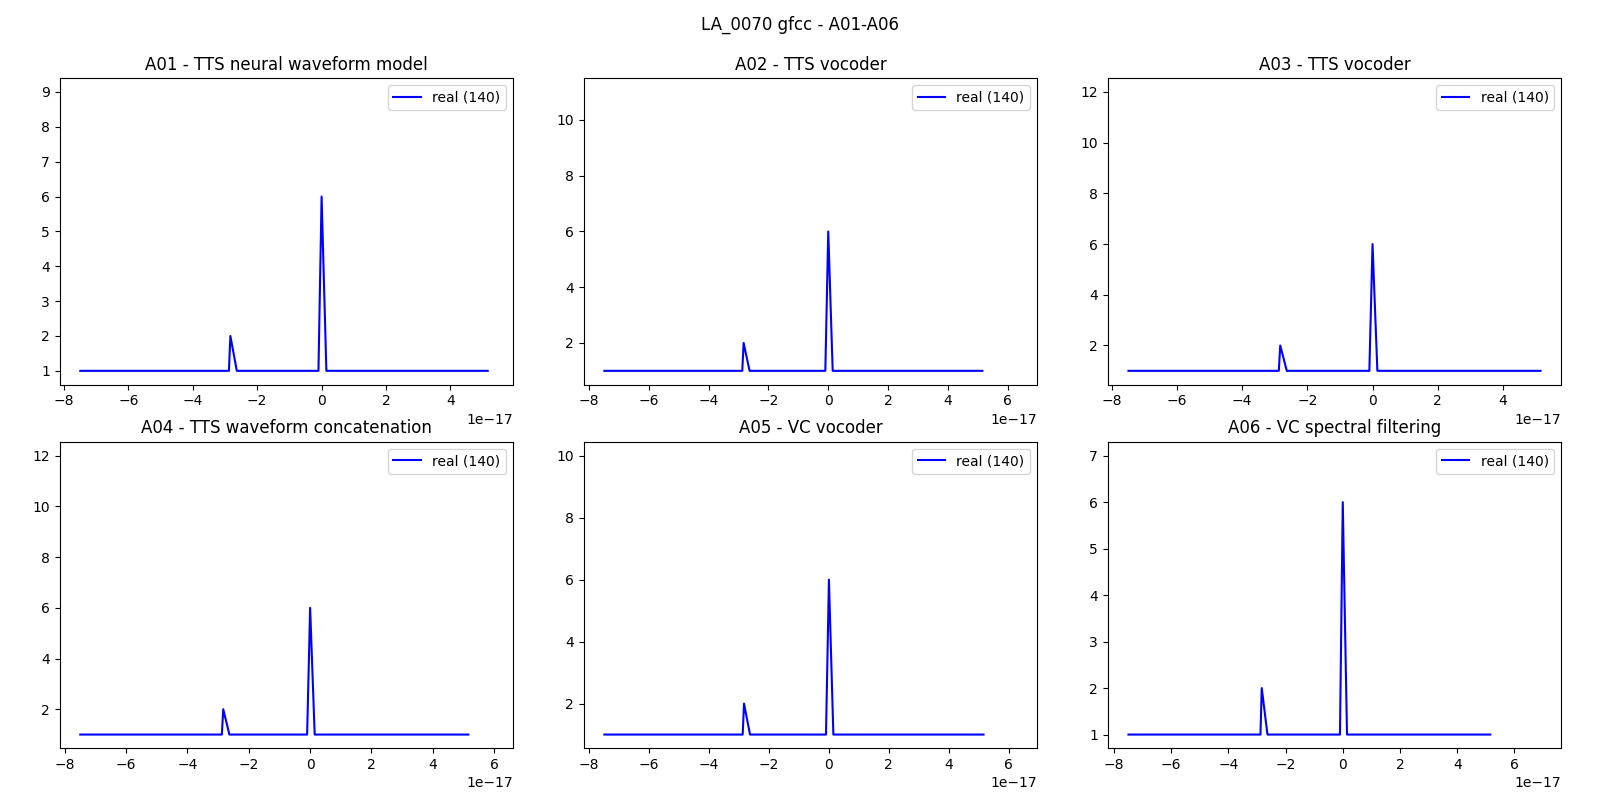 LA_0070 gfcc - A01-A06
A01 - TTS neural waveform model
real (140)
9
8
7
6
5
4
3
2
1
−8 −6 −4 −2 0 2 4
1e−17
A02 - TTS vocoder
real (140)
10
8
6
4
2
−8 −6 −4 −2 0 2 4 6
1e−17
A03 - TTS vocoder
real (140)
12
10
8
6
4
2
−8 −6 −4 −2 0 2 4
1e−17
A04 - TTS waveform concatenation
real (140)
12
10
8
6
4
2
−8 −6 −4 −2 0 2 4 6
1e−17
A05 - VC vocoder
real (140)
10
8
6
4
2
−8 −6 −4 −2 0 2 4 6
1e−17
A06 - VC spectral filtering
real (140)
7
6
5
4
3
2
1
−8 −6 −4 −2 0 2 4 6
1e−17